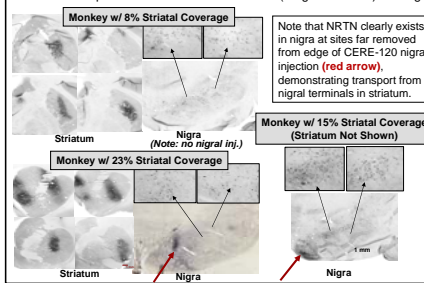 Monkey w/ 8% Striatal Coverage
Striatum
Nigra
(Note: no nigral inj.)
Note that NRTN clearly exists
in nigra at sites far removed
from edge of CERE-120 nigral
injection (red arrow),
demonstrating transport from
nigral terminals in striatum.
Monkey w/ 23% Striatal Coverage
Striatum
Nigra
Monkey w/ 15% Striatal Coverage
(Striatum Not Shown)
1 mm
Nigra